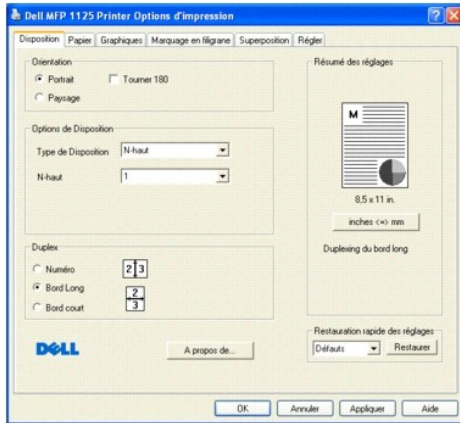 Dell MFP 1125 Printer Options d'impression
Disposition Papier Graphiques Marquage en filigrane Superposition Régler
Orientation
Portrait
Tourner 180
Paysage
Options de Disposition
Type de Disposition
N-haut
N-haut
1
Duplex
Numéro
2 3
Bord Long
2
3
Bord court
DELL
A propos de...
Résumé des réglages
M
8,5 x 11 in.
inches <=> mm
Duplexing du bord long
Restauration rapide des réglages
Défauts
Restaurer
OK
Annuler
Appliquer
Aide